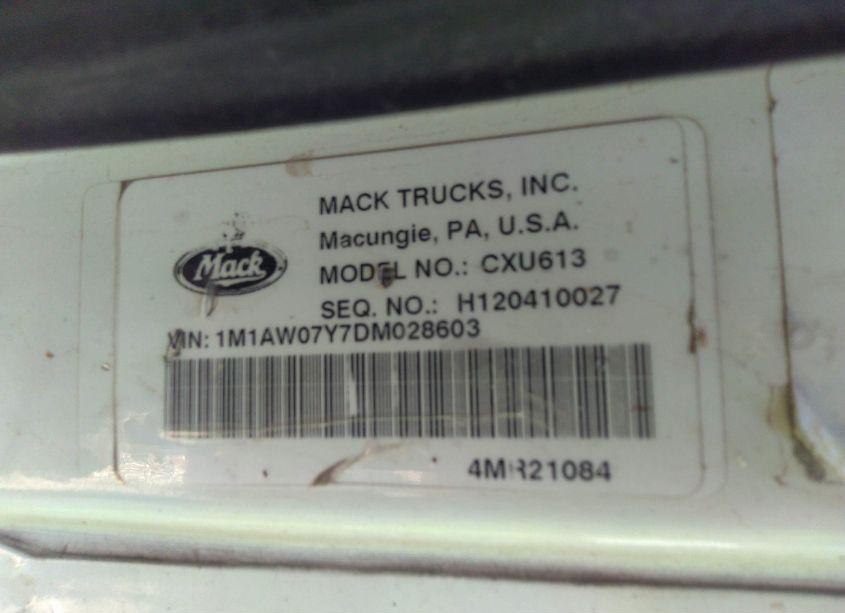 Mack
MACK TRUCKS, INC.
Macungie, PA, U.S.A.
MODEL NO.: CXU613
SEQ. NO.: H120410027
VIN: 1M1AW07Y7DM028603
4MR21084